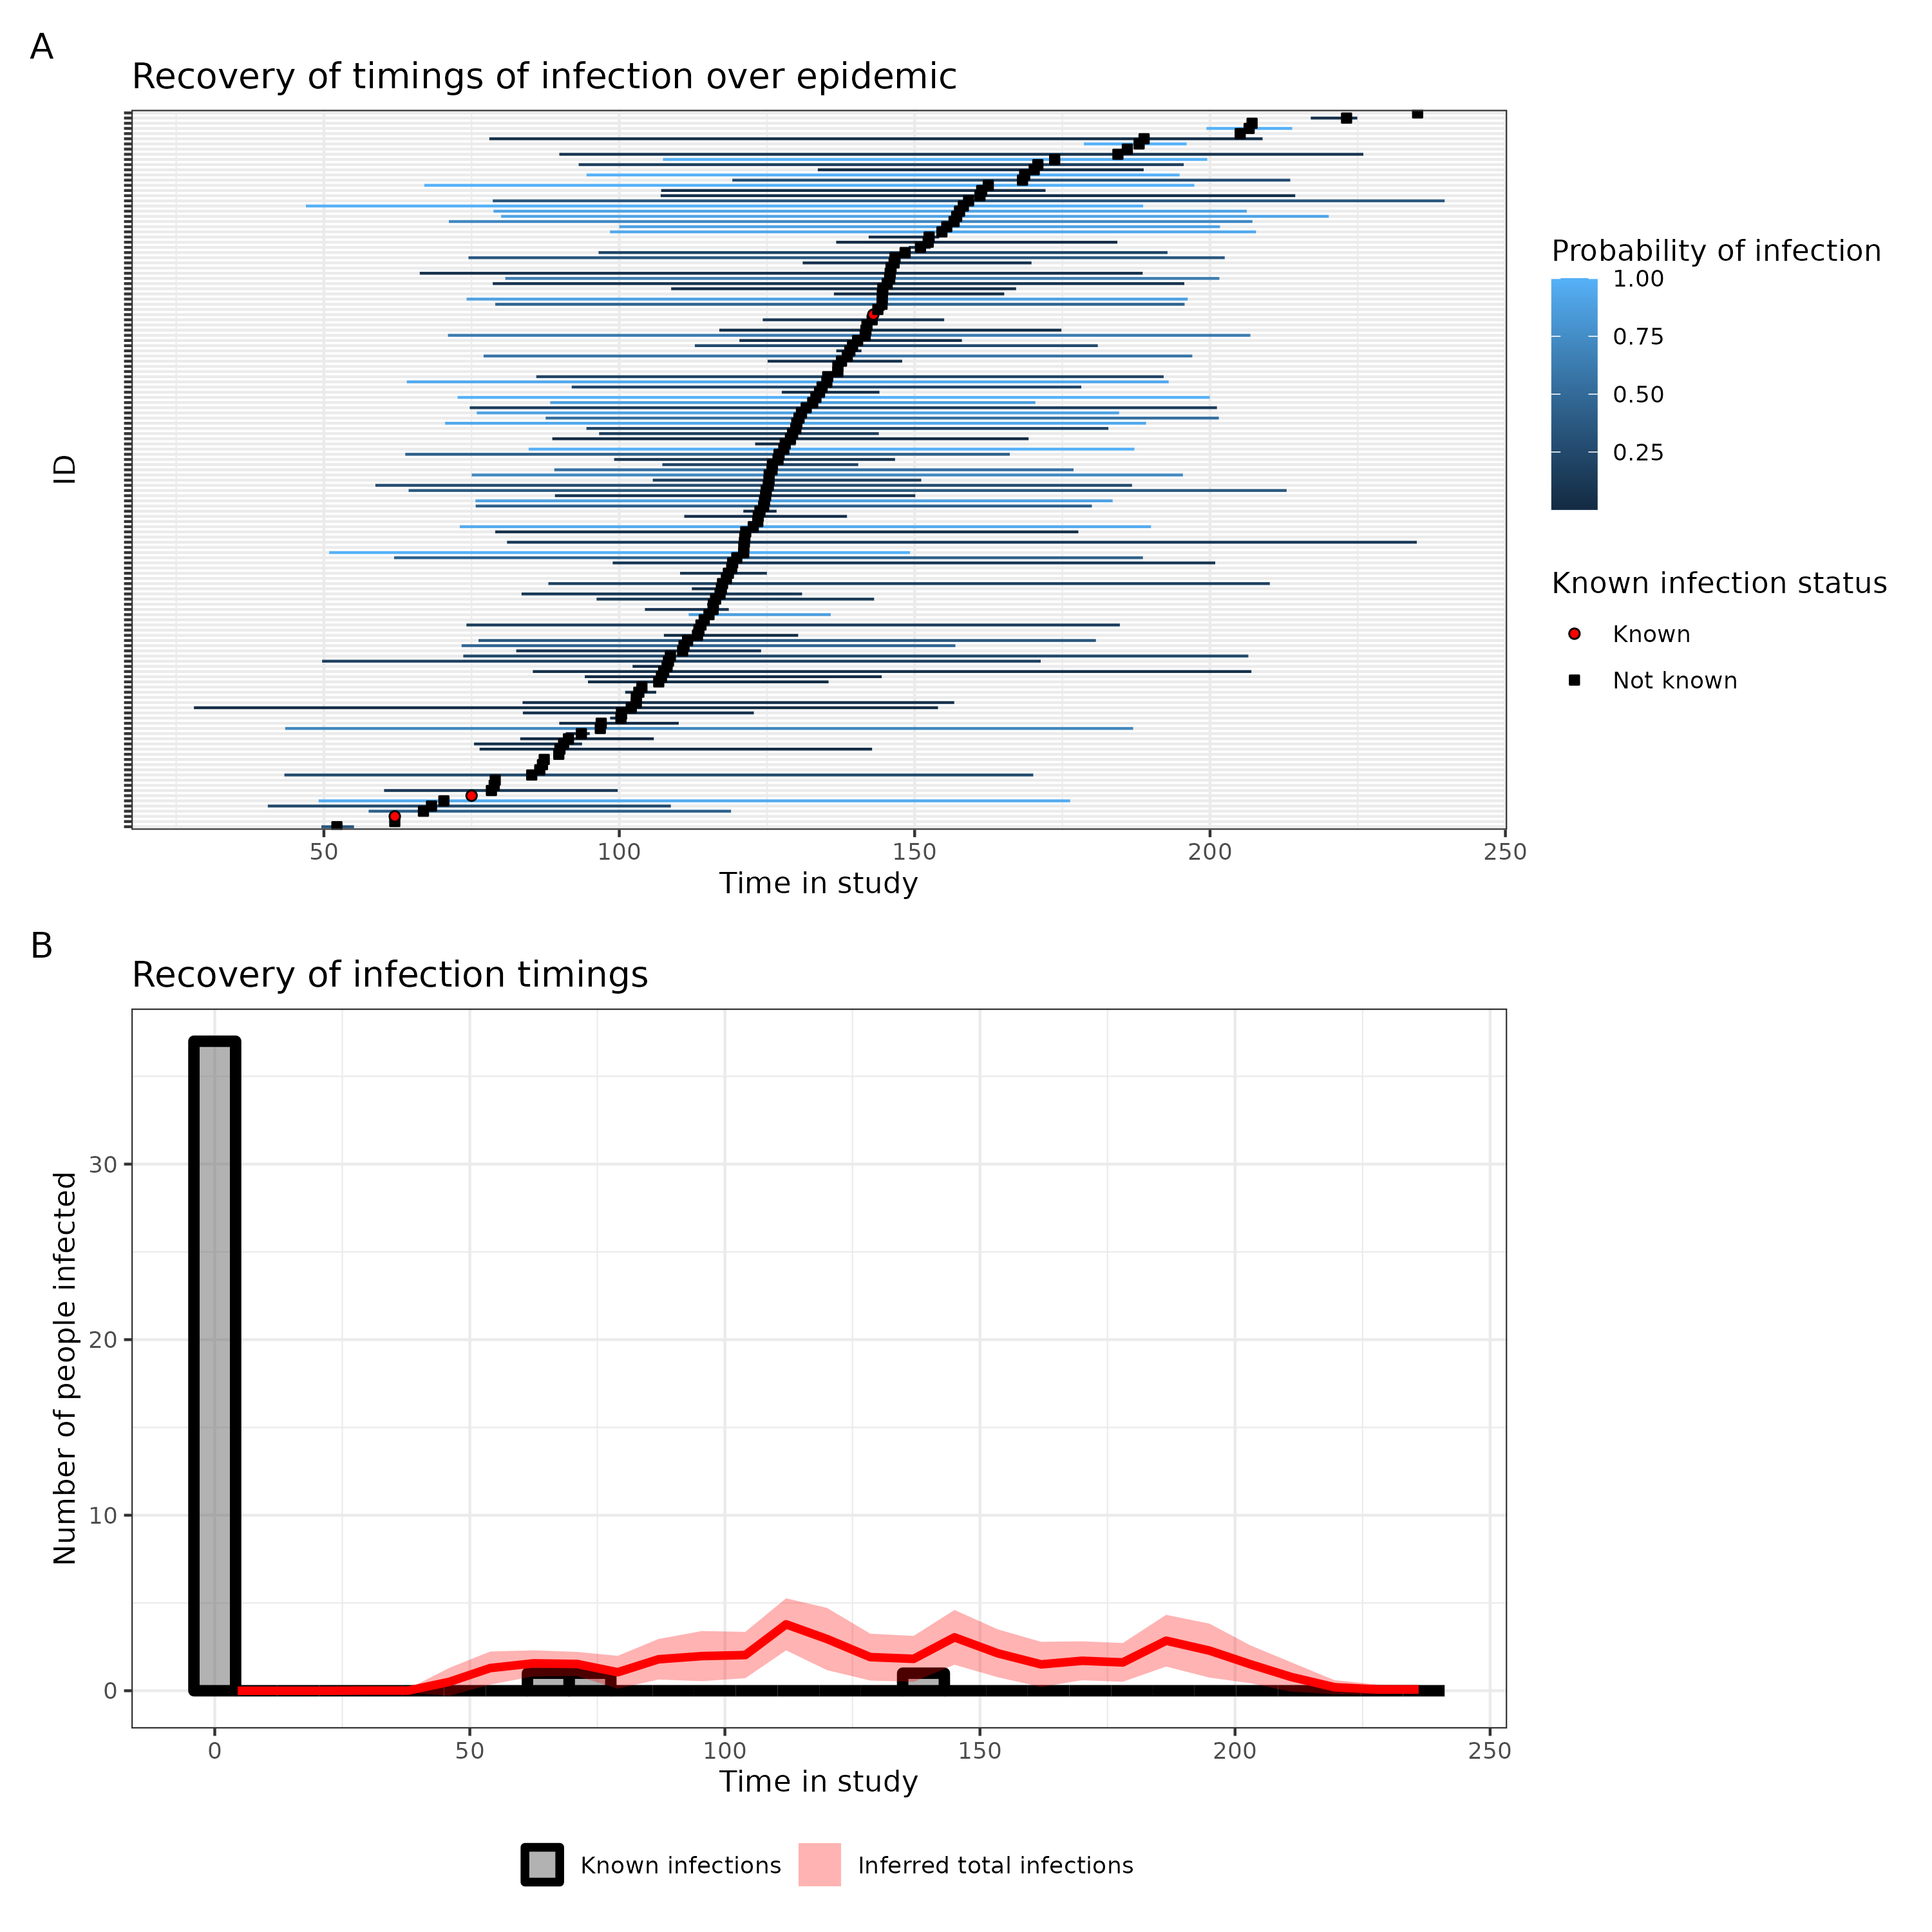 A
Recovery of timings of infection over epidemic
ID
50 100 150 200 250
Time in study
Probability of infection
1.00
0.75
0.50
0.25
Known infection status
Known
Not known
B
Recovery of infection timings
Number of people infected
30
20
10
0
0 50 100 150 200 250
Time in study
Known infections Inferred total infections